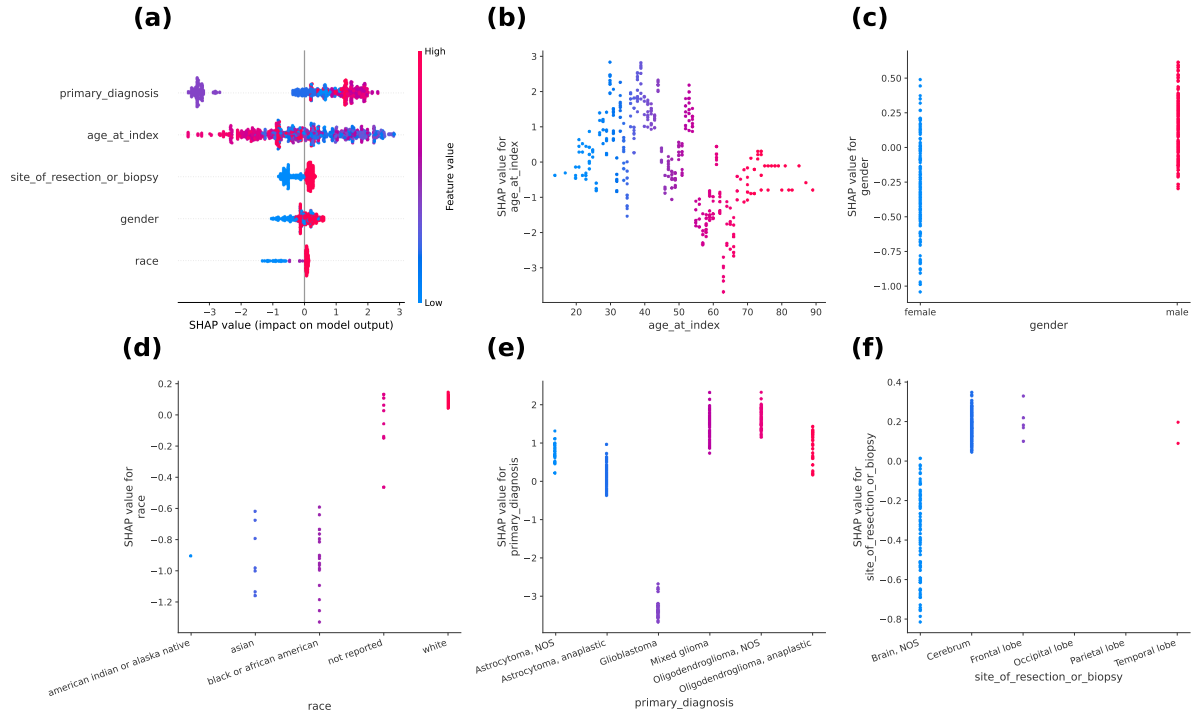 (a)
primary_diagnosis
age_at_index
site_of_resection_or_biopsy
gender
race
−3
−2
−1
0
1
2
3
SHAP value (impact on model output)
High
Low
Feature value
(b)
3
2
1
0
−1
−2
−3
SHAP value for
age_at_index
20
30
40
50
60
70
80
90
age_at_index
(c)
0.50
0.25
0.00
−0.25
−0.50
−0.75
−1.00
SHAP value for
gender
female
male
gender
(d)
0.2
0.0
−0.2
−0.4
−0.6
−0.8
−1.0
−1.2
SHAP value for
race
american indian or alaska native
asian
black or african american
not reported
white
race
(e)
2
1
0
−1
−2
−3
SHAP value for
primary_diagnosis
Astrocytoma, NOS
Astrocytoma, anaplastic
Glioblastoma
Mixed glioma
Oligodendroglioma, NOS
Oligodendroglioma, anaplastic
primary_diagnosis
(f)
0.4
0.2
0.0
−0.2
−0.4
−0.6
−0.8
SHAP value for
site_of_resection_or_biopsy
Brain, NOS
Cerebrum
Frontal lobe
Occipital lobe
Parietal lobe
Temporal lobe
site_of_resection_or_biopsy